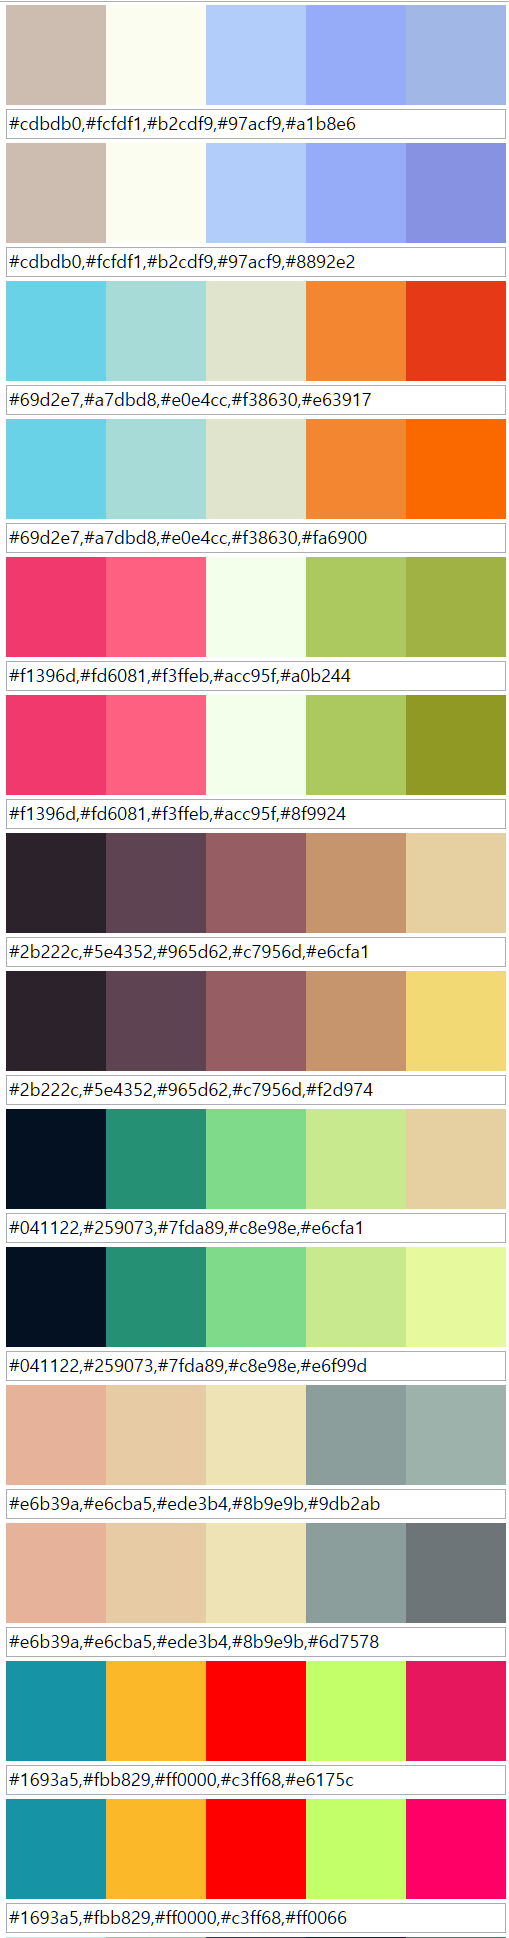 #cdbdb0,#fcfdf1,#b2cdf9,#97acf9,#a1b8e6
#cdbdb0,#fcfdf1,#b2cdf9,#97acf9,#8892e2
#69d2e7,#a7dbd8,#e0e4cc,#f38630,#e63917
#69d2e7,#a7dbd8,#e0e4cc,#f38630,#fa6900
#f1396d,#fd6081,#f3ffeb,#acc95f,#a0b244
#f1396d,#fd6081,#f3ffeb,#acc95f,#8f9924
#2b222c,#5e4352,#965d62,#c7956d,#e6cfa1
#2b222c,#5e4352,#965d62,#c7956d,#f2d974
#041122,#259073,#7fda89,#c8e98e,#e6cfa1
#041122,#259073,#7fda89,#c8e98e,#e6f99d
#e6b39a,#e6cba5,#ede3b4,#8b9e9b,#9db2ab
#e6b39a,#e6cba5,#ede3b4,#8b9e9b,#6d7578
#1693a5,#fbb829,#ff0000,#c3ff68,#e6175c
#1693a5,#fbb829,#ff0000,#c3ff68,#ff0066